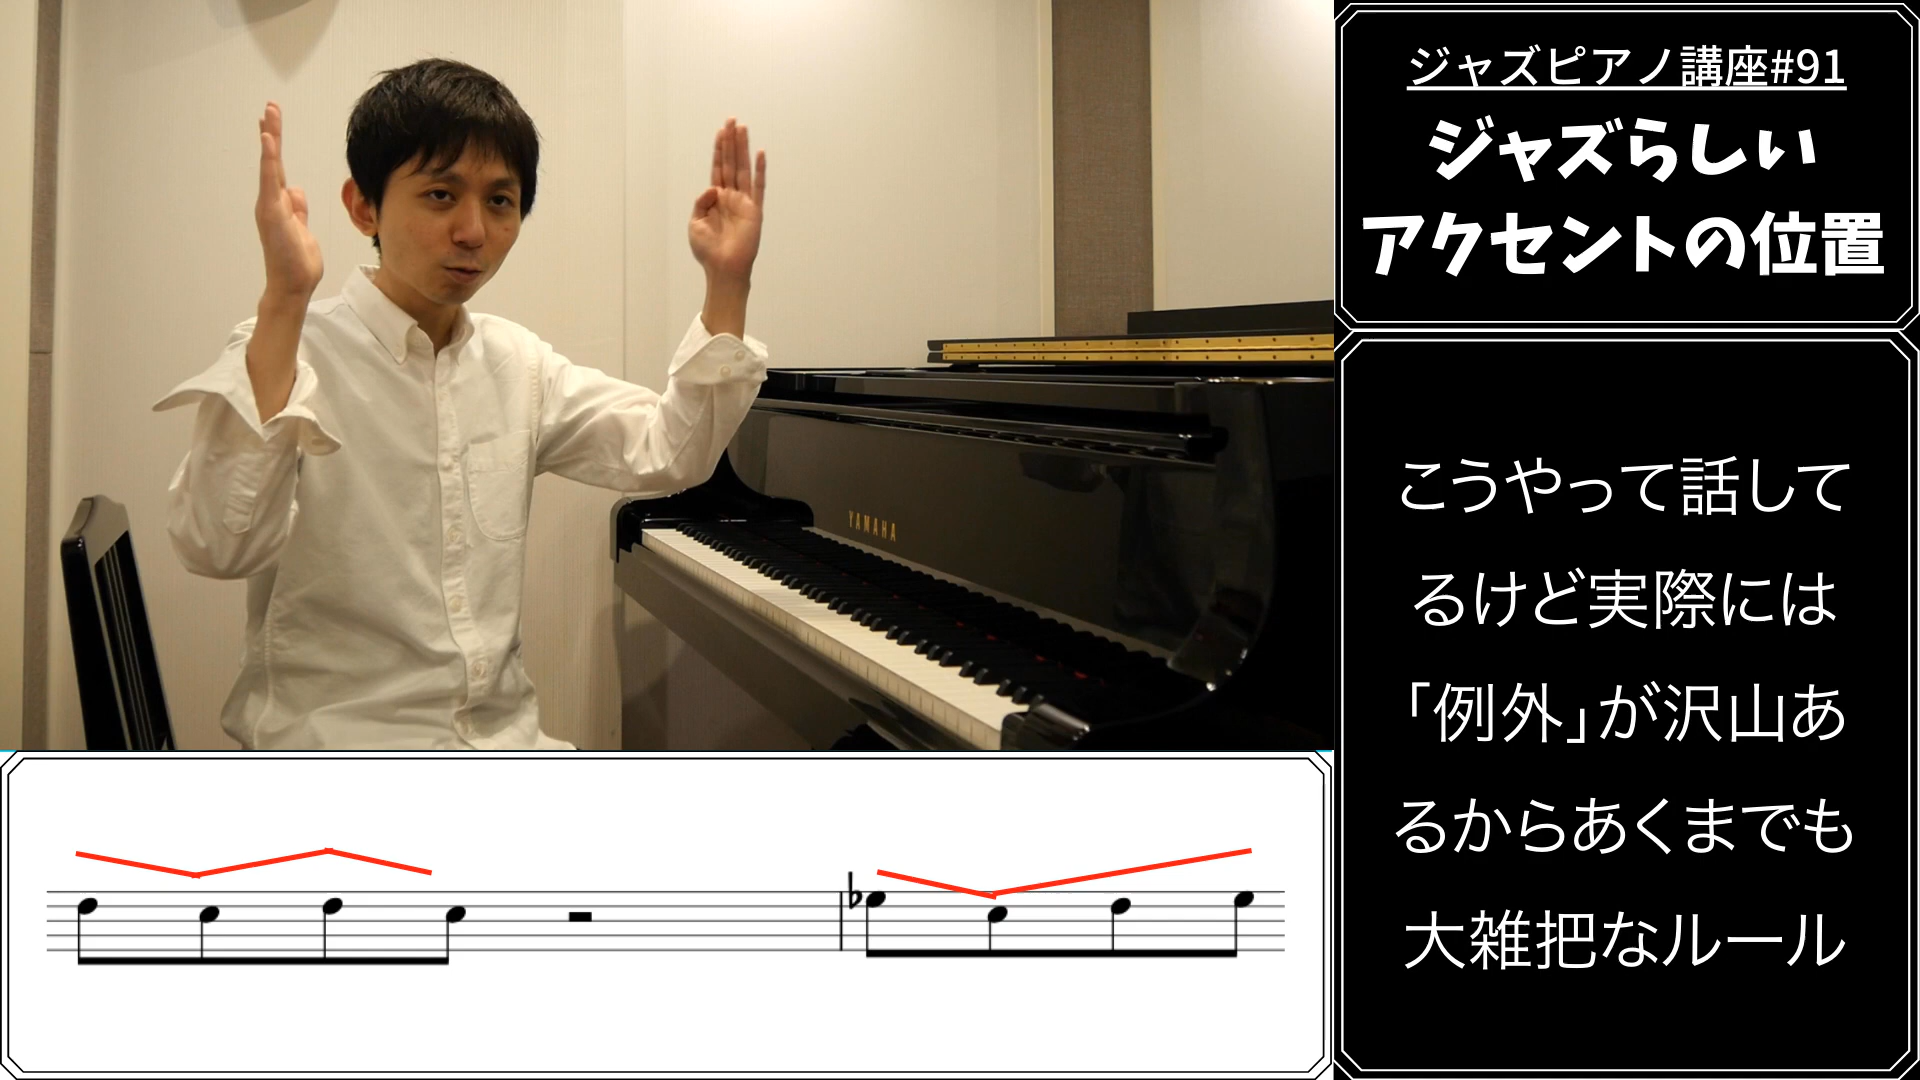 ジャズピアノ講座#91
ジャズらしい
アクセントの位置
YAMAHA
こうやって話して
るけど実際には
「例外」が沢山あ
るからあくまでも
大雑把なルール